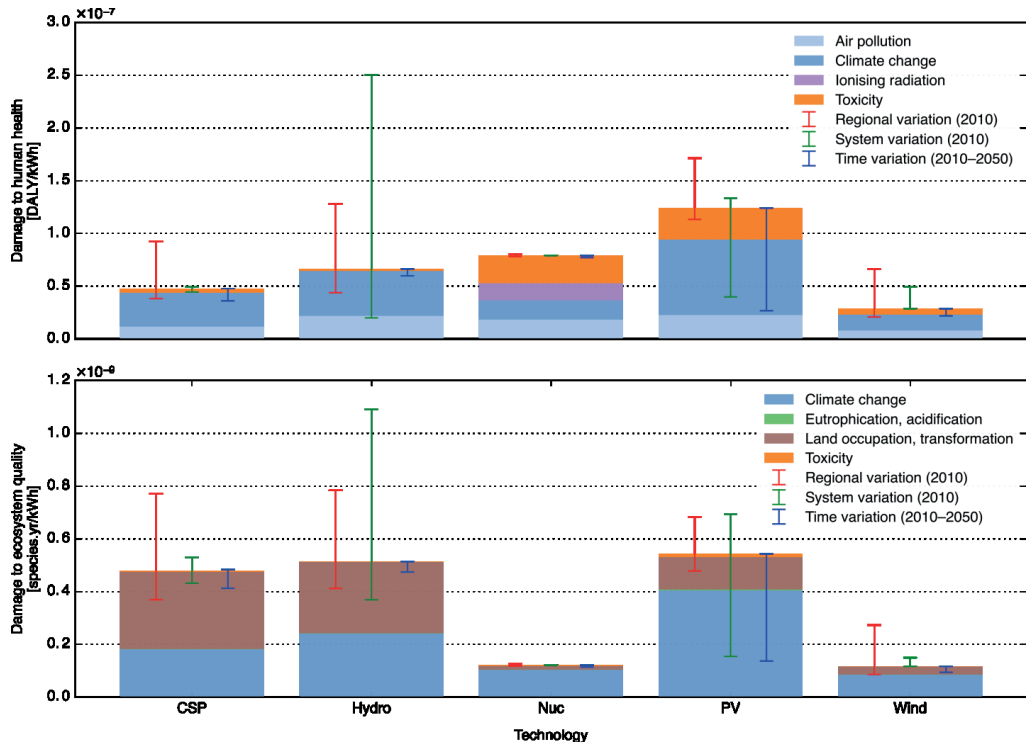 ×10⁻⁷
3.0
2.5
2.0
1.5
1.0
0.5
0.0
Damage to human health
[DALY/kWh]
Air pollution
Climate change
Ionising radiation
Toxicity
Regional variation (2010)
System variation (2010)
Time variation (2010–2050)
×10⁻⁹
1.2
1.0
0.8
0.6
0.4
0.2
0.0
Damage to ecosystem quality
[species.yr/kWh]
Climate change
Eutrophication, acidification
Land occupation, transformation
Toxicity
Regional variation (2010)
System variation (2010)
Time variation (2010–2050)
CSP
Hydro
Nuc
PV
Wind
Technology